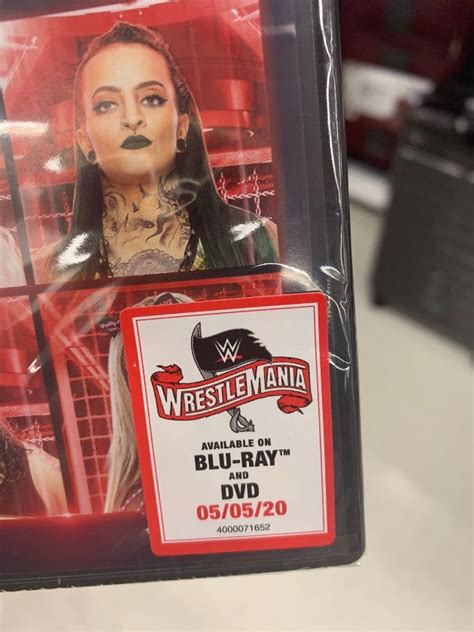 W
WRESTLEMANIA
AVAILABLE ON
BLU-RAY™
AND
DVD
05/05/20
4000071652